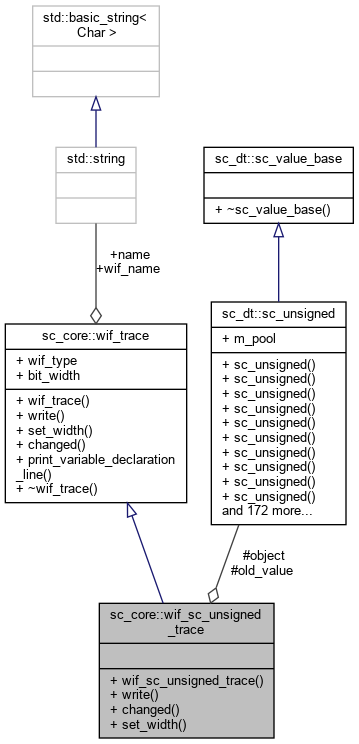 std::basic_string<
Char >
std::string
sc_dt::sc_value_base
+ ~sc_value_base()
+name
+wif_name
sc_dt::sc_unsigned
+ m_pool
+ sc_unsigned()
+ sc_unsigned()
+ sc_unsigned()
+ sc_unsigned()
+ sc_unsigned()
+ sc_unsigned()
+ sc_unsigned()
+ sc_unsigned()
+ sc_unsigned()
+ sc_unsigned()
and 172 more...
sc_core::wif_trace
+ wif_type
+ bit_width
+ wif_trace()
+ write()
+ set_width()
+ changed()
+ print_variable_declaration
_line()
+ ~wif_trace()
#object
#old_value
sc_core::wif_sc_unsigned
_trace
+ wif_sc_unsigned_trace()
+ write()
+ changed()
+ set_width()